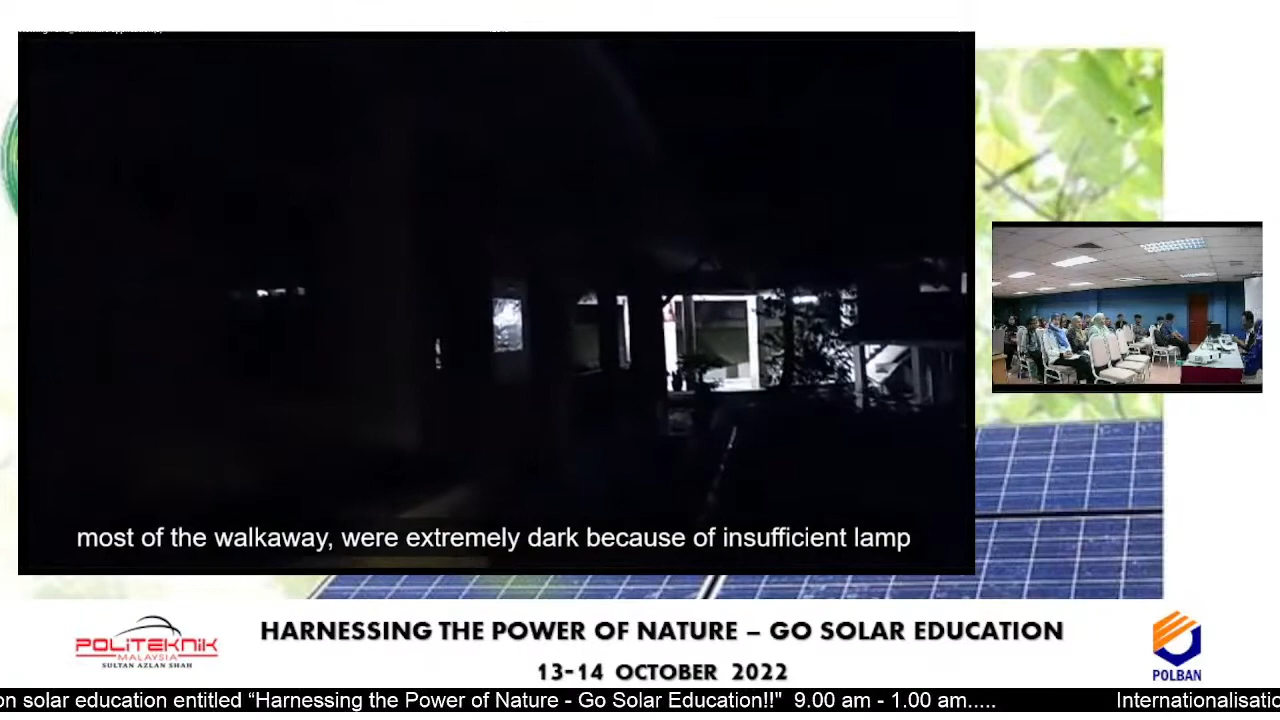 most of the walkaway, were extremely dark because of insufficient lamp
POLITEKNIK
MALAYSIA
SULTAN AZLAN SHAH
HARNESSING THE POWER OF NATURE – GO SOLAR EDUCATION
13-14 OCTOBER 2022
POLBAN
on solar education entitled “Harnessing the Power of Nature - Go Solar Education!!" 9.00 am - 1.00 am..... Internationalisatio